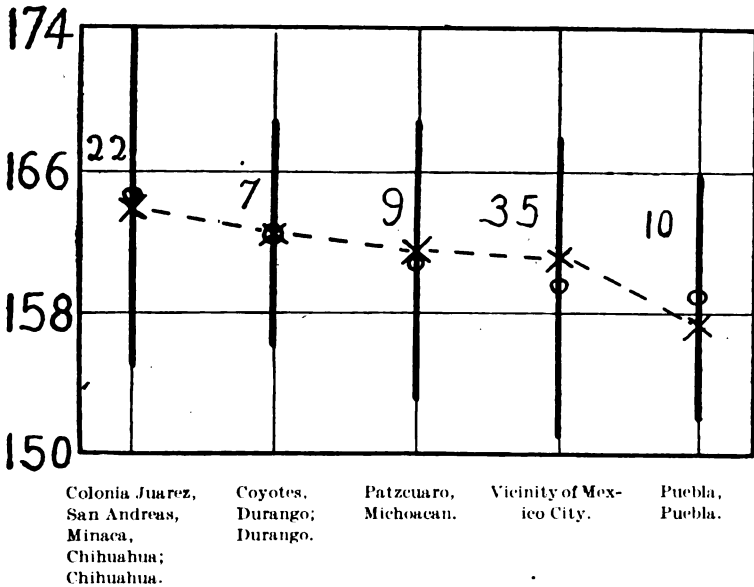 174
22
166
7
9
35
10
158
150
Colonia Juarez,
San Andreas,
Minaca,
Chihuahua;
Chihuahua.
Coyotes,
Durango;
Durango.
Patzcuaro,
Michoacan.
Vicinity of Mex-
ico City.
Puebla,
Puebla.